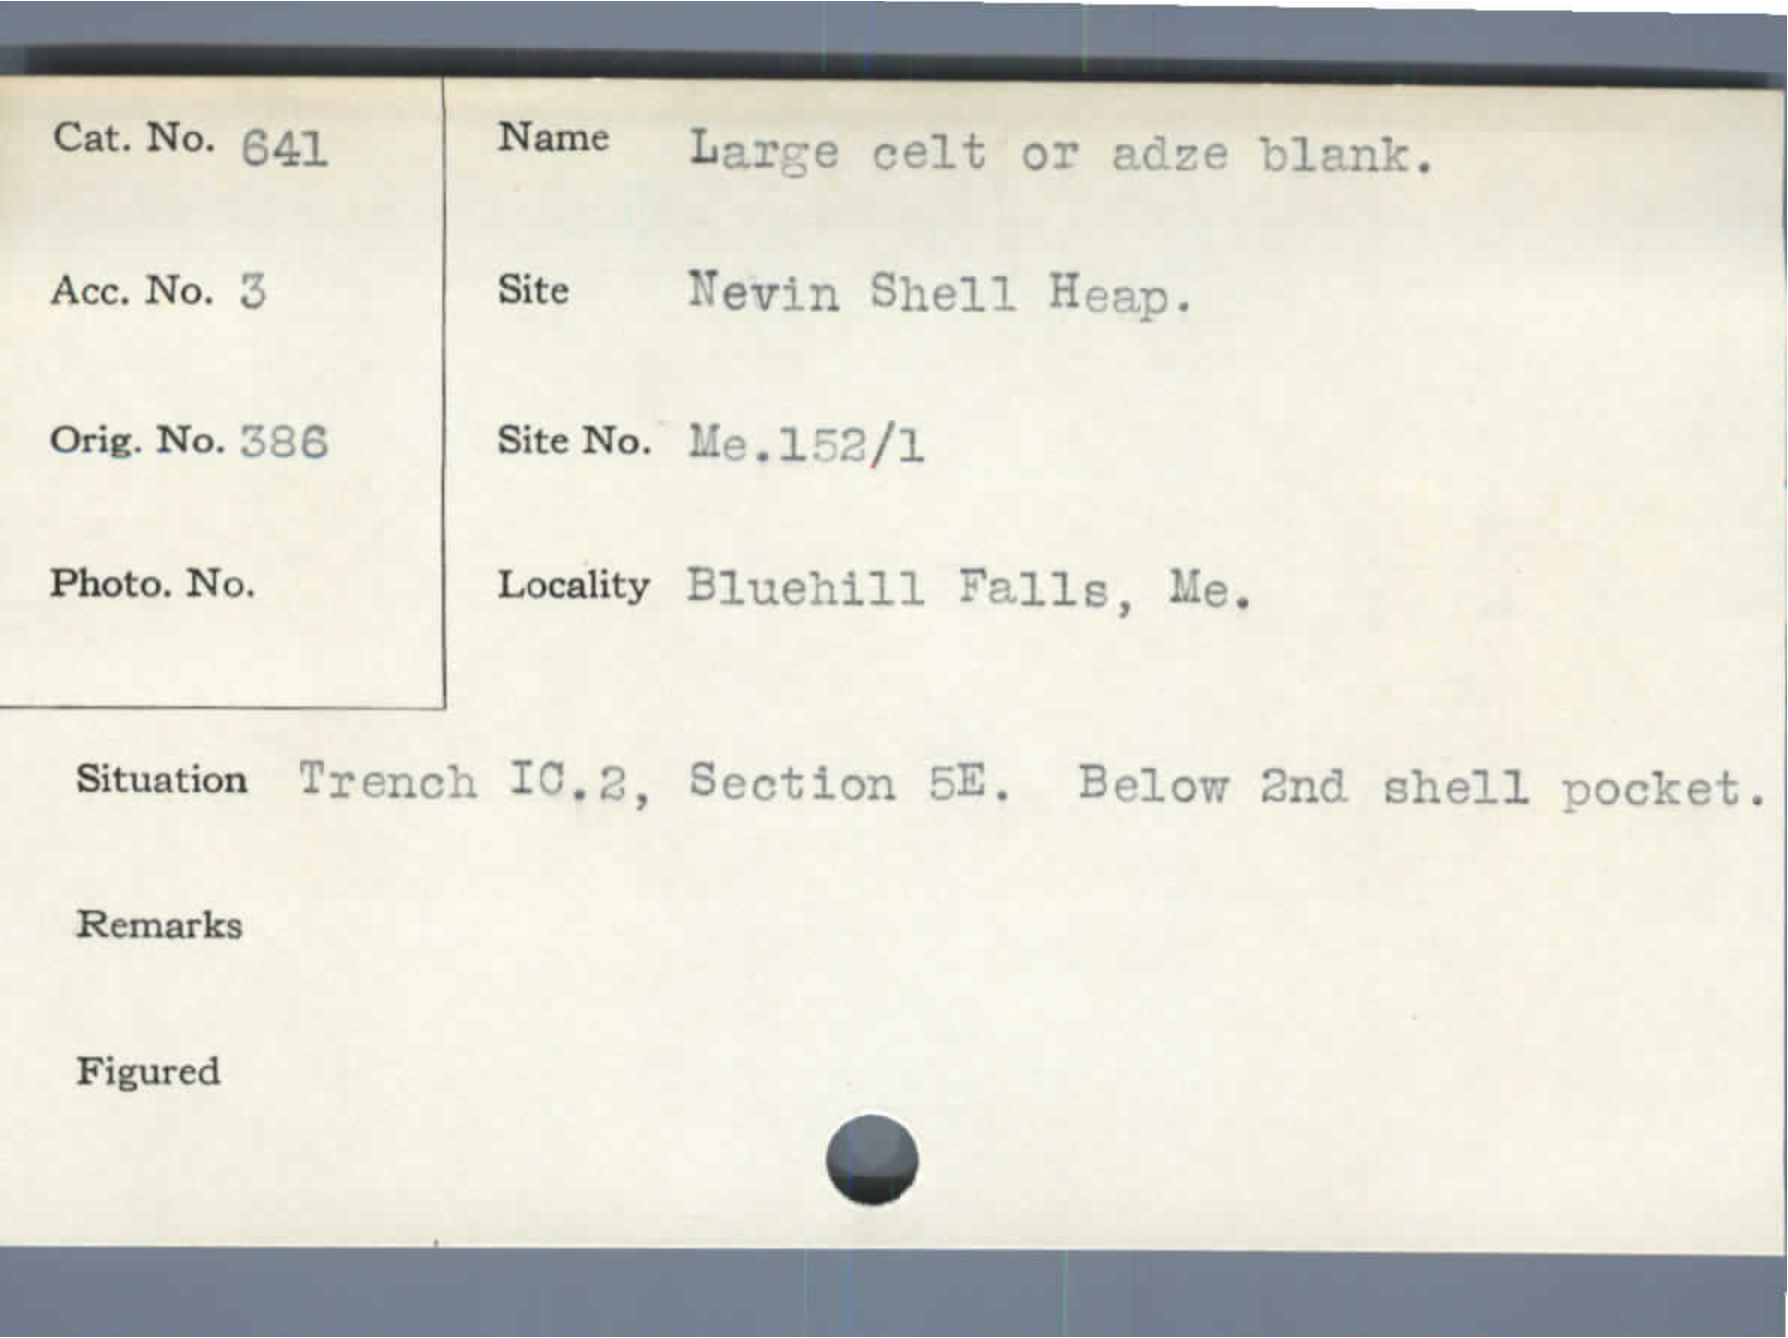 Cat. No. 641
Name Large celt or adze blank.
Acc. No. 3
Site Nevin Shell Heap.
Orig. No. 386
Site No. Me.152/1
Photo. No.
Locality Bluehill Falls, Me.
Situation Trench IC.2, Section 5E. Below 2nd shell pocket.
Remarks
Figured